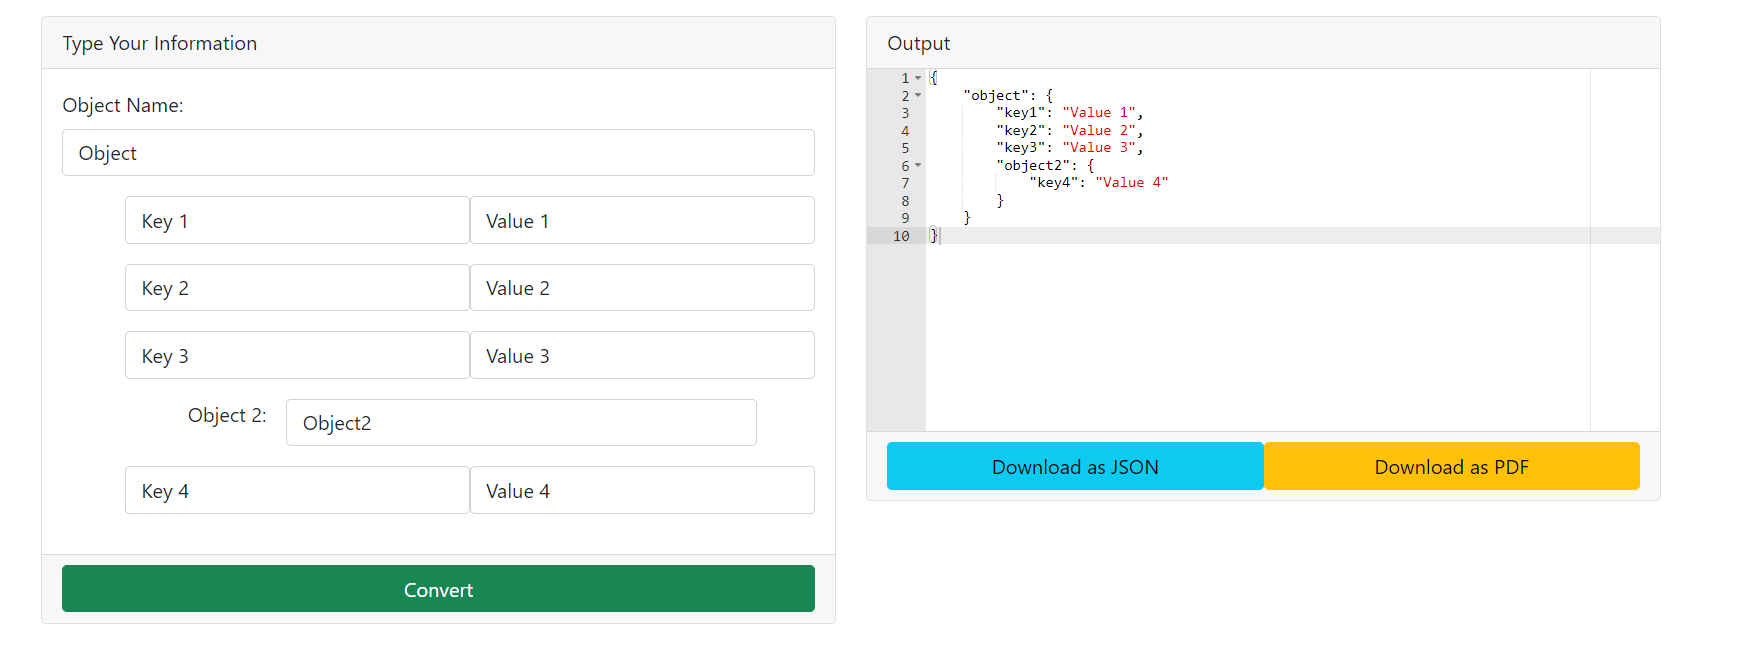 Type Your Information
Object Name:
Object
Key 1 Value 1
Key 2 Value 2
Key 3 Value 3
Object 2: Object2
Key 4 Value 4
Convert
Output
1 {
2 "object": {
3 "key1": "Value 1",
4 "key2": "Value 2",
5 "key3": "Value 3",
6 "object2": {
7 "key4": "Value 4"
8 }
9 }
10 }
Download as JSON Download as PDF